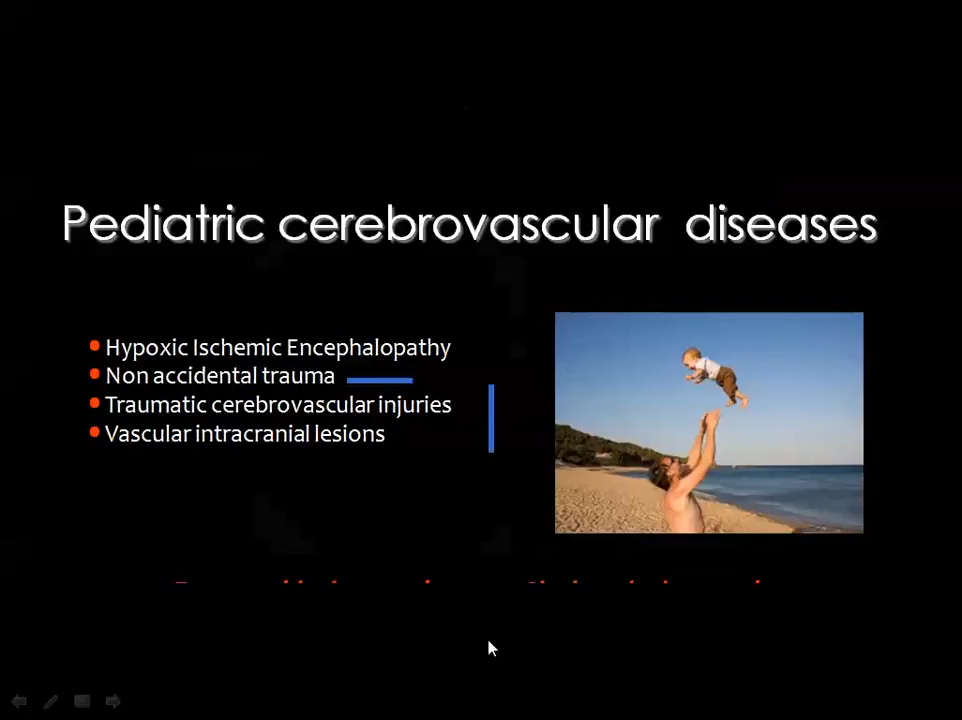 Pediatric cerebrovascular diseases
Hypoxic Ischemic Encephalopathy
Non accidental trauma
Traumatic cerebrovascular injuries
Vascular intracranial lesions